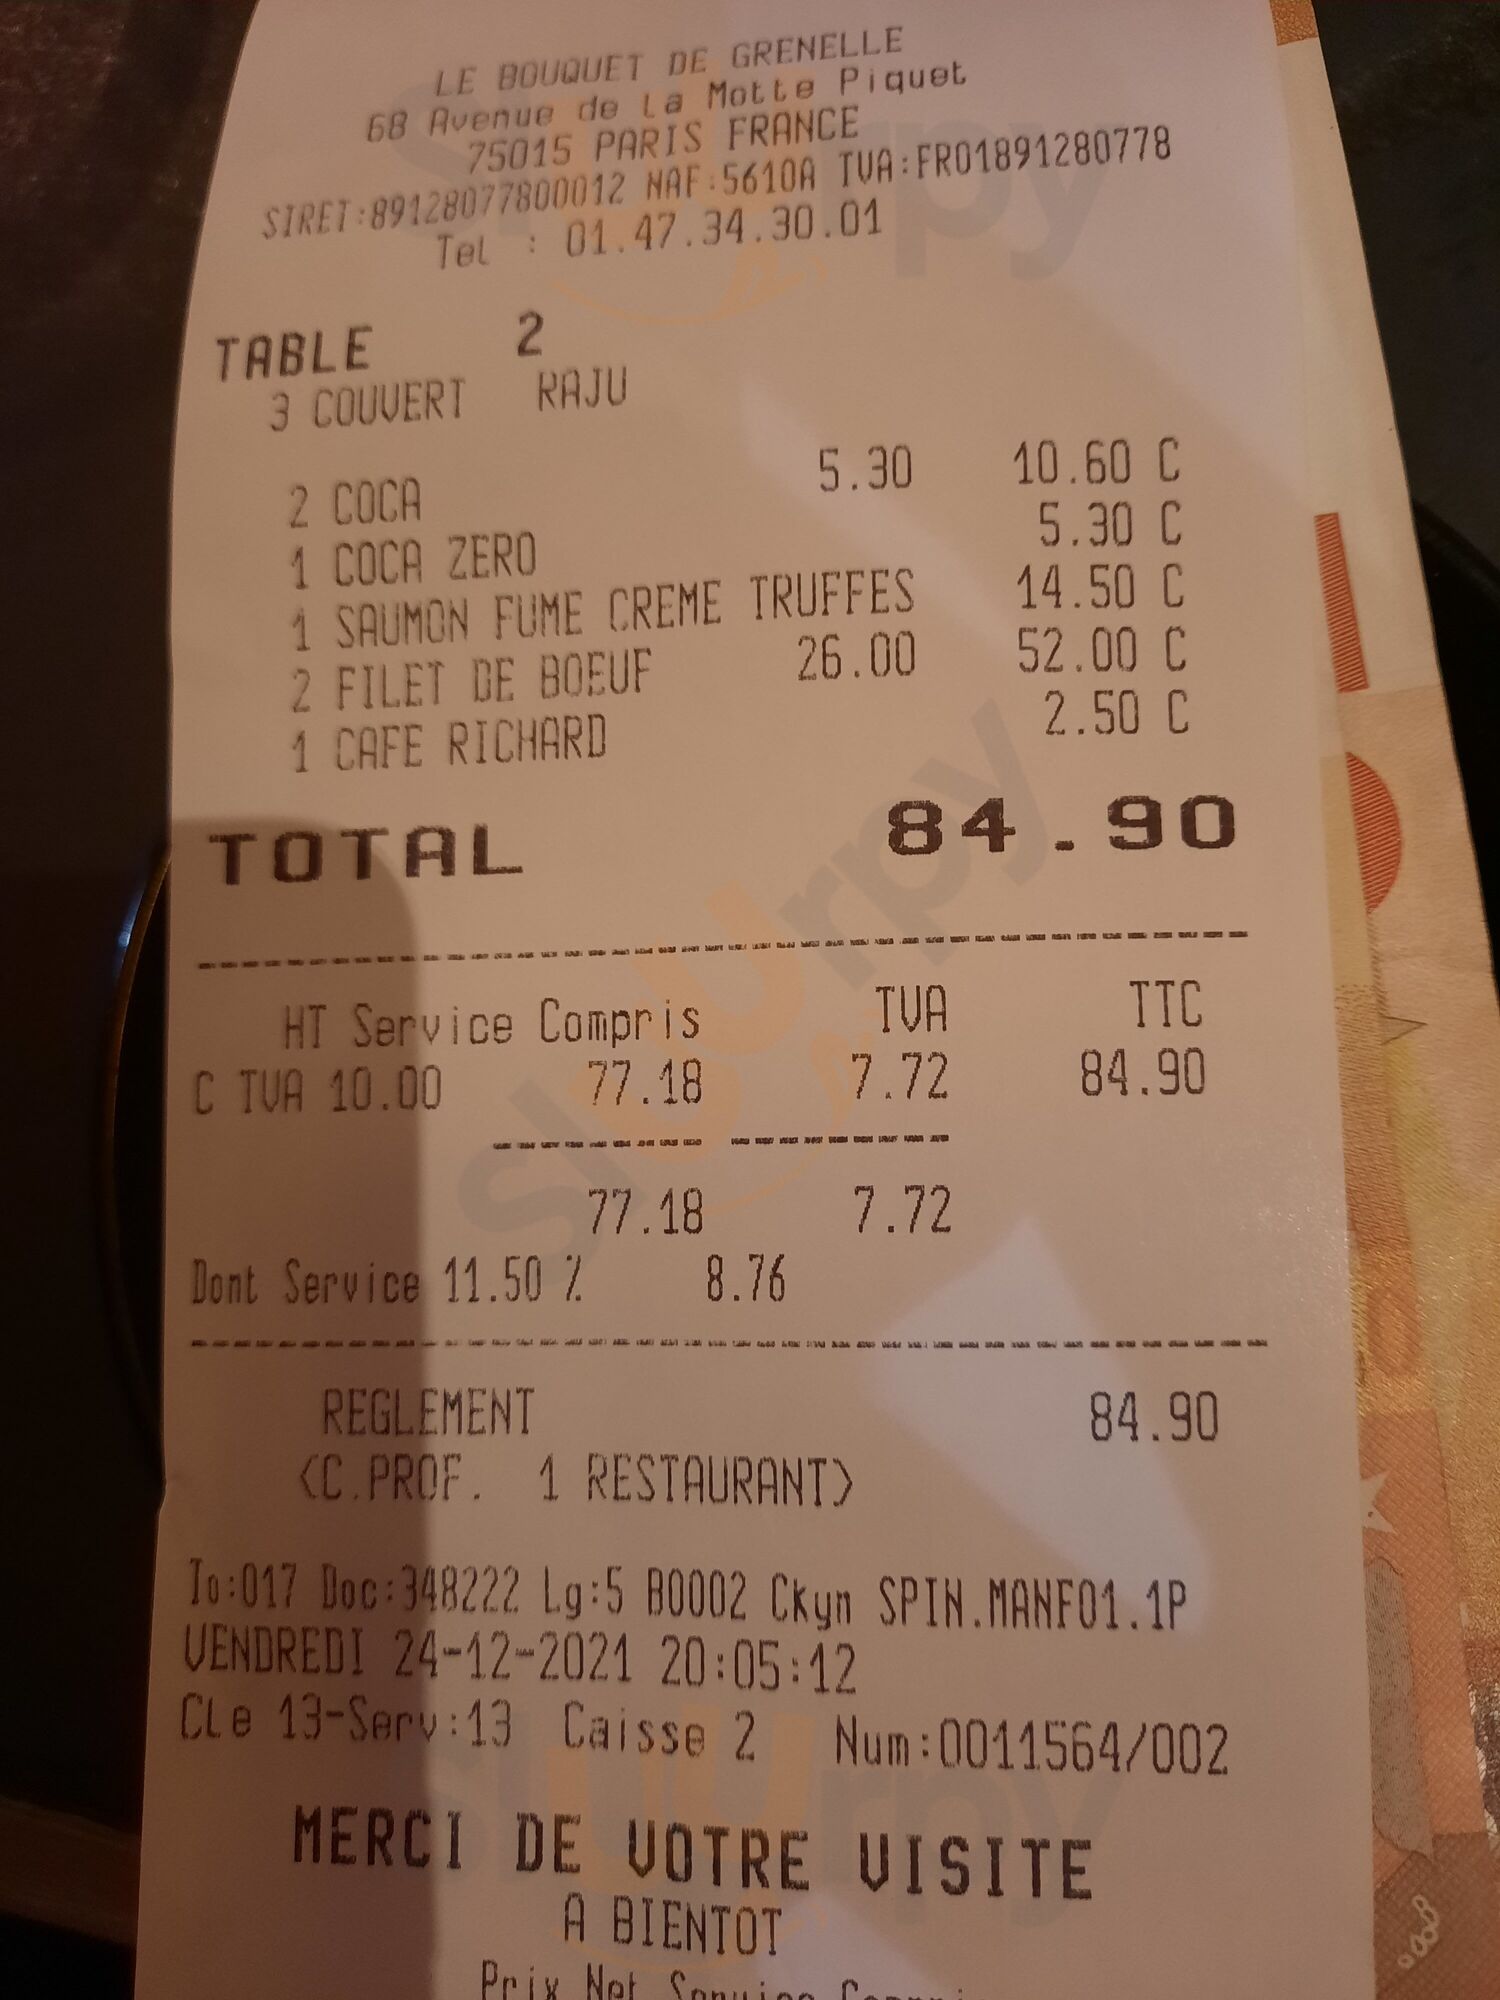 LE BOUQUET DE GRENELLE
68 Avenue de La Motte Piquet
75015 PARIS FRANCE
SIRET:89128077800012 NAF:5610A TVA:FR01891280778
Tel : 01.47.34.30.01
TABLE 2
3 COUVERT RAJU
2 COCA 5.30 10.60 C
1 COCA ZERO 5.30 C
1 SAUMON FUME CREME TRUFFES 14.50 C
2 FILET DE BOEUF 26.00 52.00 C
1 CAFE RICHARD 2.50 C
TOTAL 84.90
HT Service Compris TVA TTC
C TVA 10.00 77.18 7.72 84.90
77.18 7.72
Dont Service 11.50 % 8.76
REGLEMENT 84.90
<C.PROF. 1 RESTAURANT>
To:017 Doc:348222 Lg:5 B0002 Ckyn SPIN.MANF01.1P
VENDREDI 24-12-2021 20:05:12
CLe 13-Serv:13 Caisse 2 Num:0011564/002
MERCI DE VOTRE VISITE
A BIENTOT
Prix Net Service